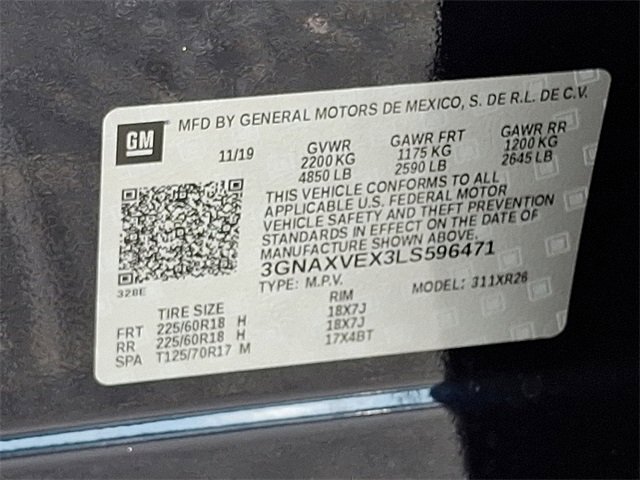 GM MFD BY GENERAL MOTORS DE MEXICO, S. DE R.L. DE C.V.
11/19 GVWR GAWR FRT GAWR RR
2200 KG 1175 KG 1200 KG
4850 LB 2590 LB 2645 LB
THIS VEHICLE CONFORMS TO ALL
APPLICABLE U.S. FEDERAL MOTOR
VEHICLE SAFETY AND THEFT PREVENTION
STANDARDS IN EFFECT ON THE DATE OF
MANUFACTURE SHOWN ABOVE.
3GNAXVEX3LS596471
TYPE: M.P.V. MODEL: 311XR26
328E
TIRE SIZE RIM
FRT 225/60R18 H 18X7J
RR 225/60R18 H 18X7J
SPA T125/70R17 M 17X4BT